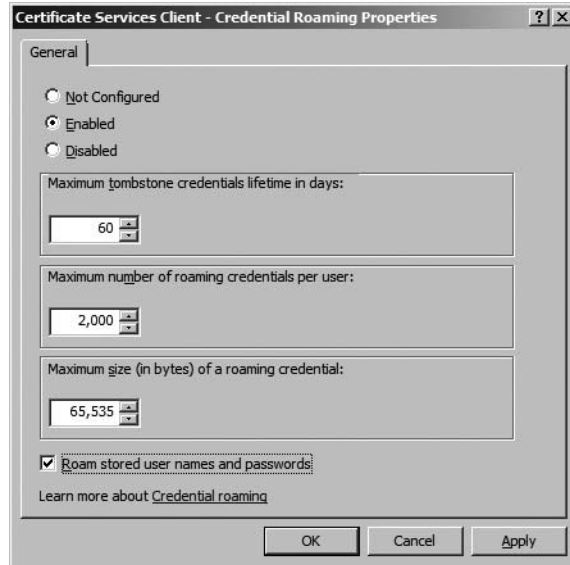 Certificate Services Client - Credential Roaming Properties
General
Not Configured
Enabled
Disabled
Maximum tombstone credentials lifetime in days:
60
Maximum number of roaming credentials per user:
2,000
Maximum size (in bytes) of a roaming credential:
65,535
Roam stored user names and passwords
Learn more about Credential roaming
OK Cancel Apply